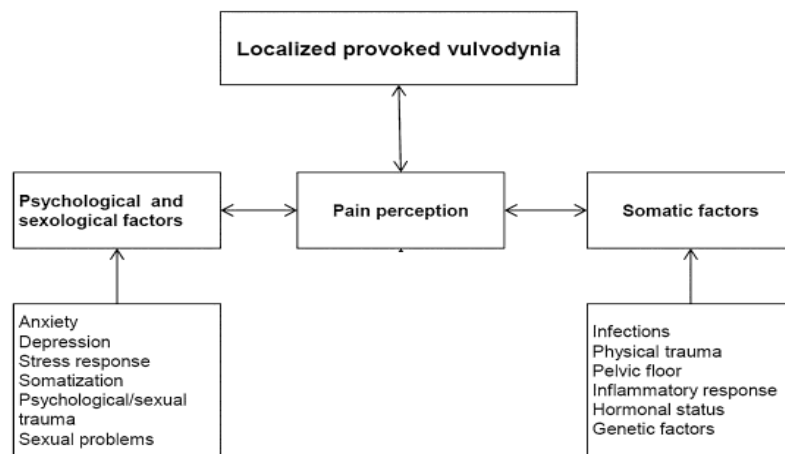 Localized provoked vulvodynia
Psychological and
sexological factors
Pain perception
Somatic factors
Anxiety
Depression
Stress response
Somatization
Psychological/sexual
trauma
Sexual problems
Infections
Physical trauma
Pelvic floor
Inflammatory response
Hormonal status
Genetic factors